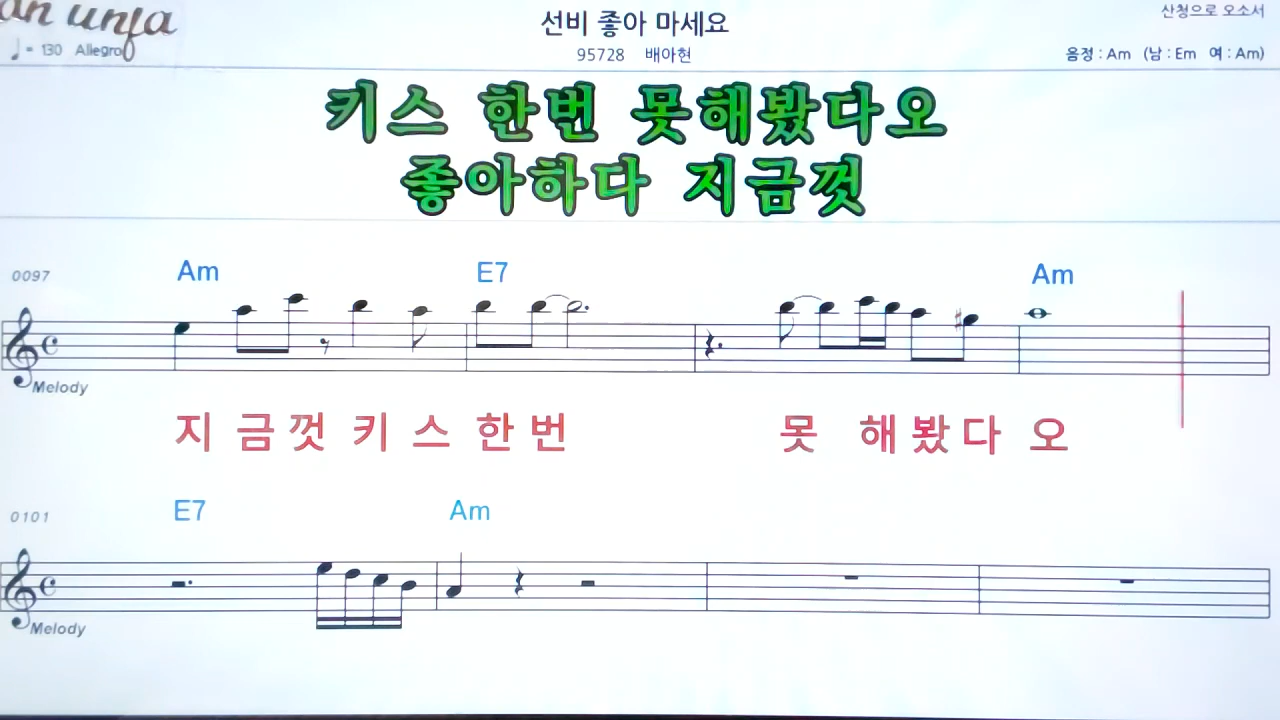 선비 좋아 마세요
산청으로 오소서
♩= 130 Allegro
95728 배아현
음정 : Am (남 : Em 여 : Am)
키스 한번 못해봤다오
좋아하다 지금껏
0097
Am E7 Am
Melody
지 금 껏 키 스 한 번 못 해 봤 다 오
0101
E7 Am
Melody